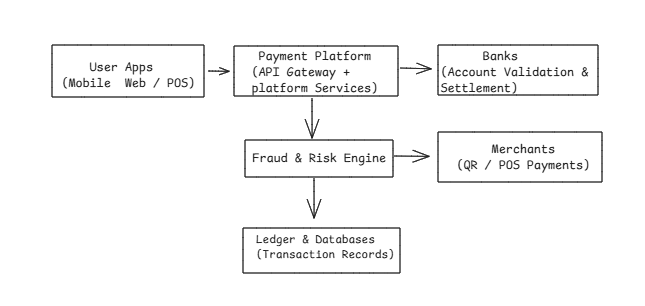 User Apps
(Mobile Web / POS)
Payment Platform
(API Gateway +
platform Services)
Banks
(Account Validation &
Settlement)
Fraud & Risk Engine
Merchants
(QR / POS Payments)
Ledger & Databases
(Transaction Records)